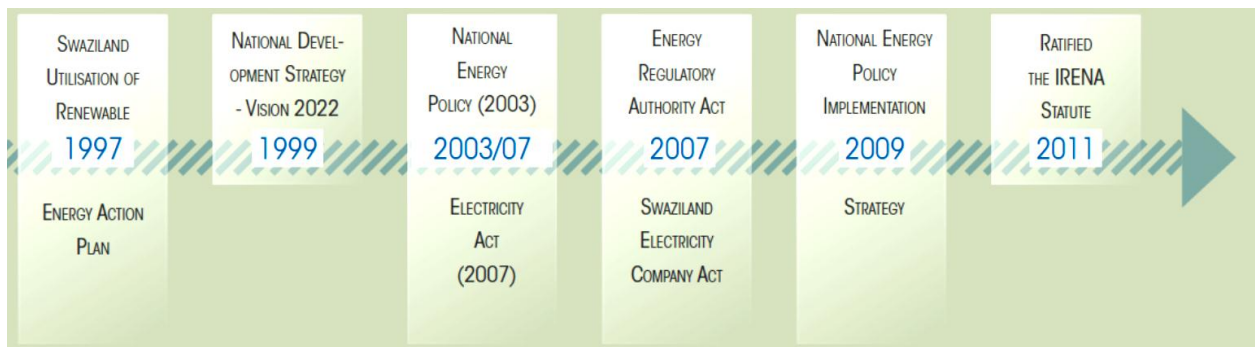 Swaziland
Utilisation of
Renewable
1997
Energy Action
Plan
National Devel-
opment Strategy
- Vision 2022
1999
National
Energy
Policy (2003)
2003/07
Electricity
Act
(2007)
Energy
Regulatory
Authority Act
2007
Swaziland
Electricity
Company Act
National Energy
Policy
Implementation
2009
Strategy
Ratified
the IRENA
Statute
2011